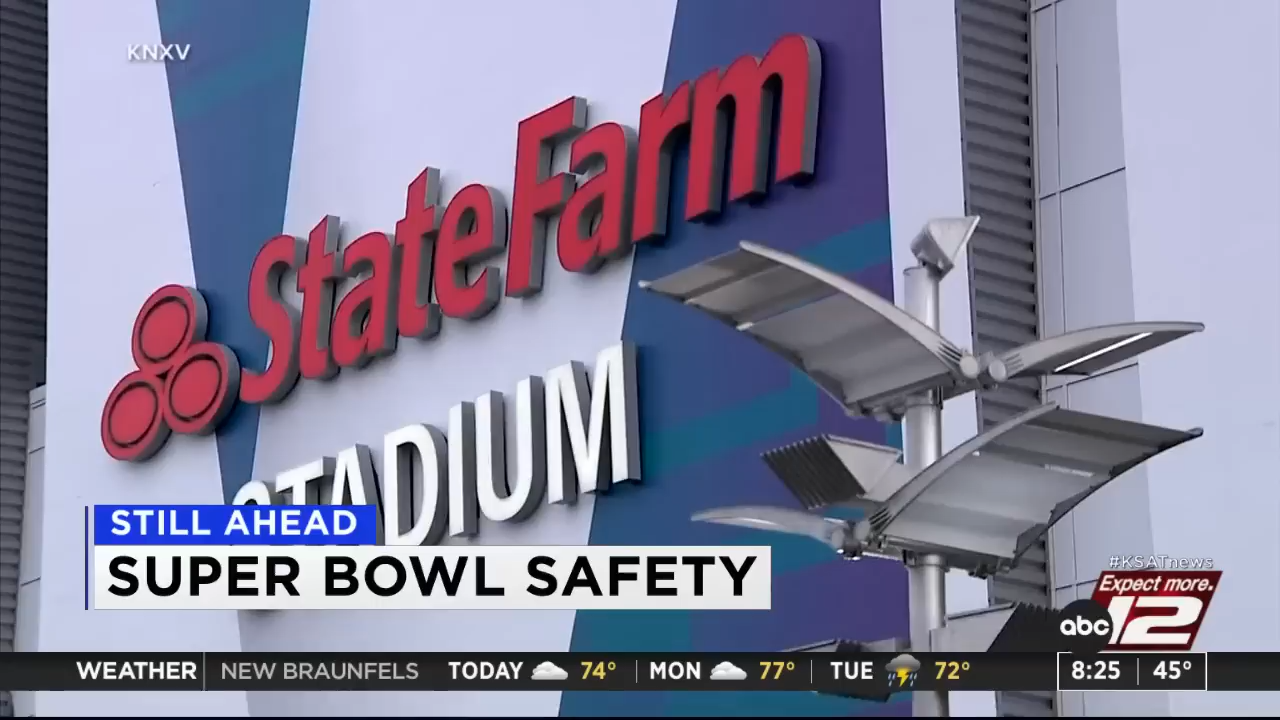 KNXV
StateFarm
STADIUM
STILL AHEAD
SUPER BOWL SAFETY
#KSATnews
Expect more.
abc 12
WEATHER NEW BRAUNFELS TODAY 74° MON 77° TUE 72° 8:25 45°